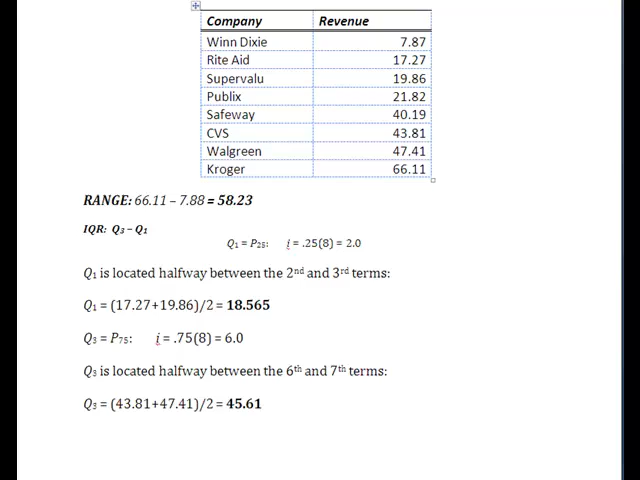 Company Revenue
Winn Dixie 7.87
Rite Aid 17.27
Supervalu 19.86
Publix 21.82
Safeway 40.19
CVS 43.81
Walgreen 47.41
Kroger 66.11
RANGE: 66.11 – 7.88 = 58.23
IQR: Q3 – Q1
Q1 = P25: i = .25(8) = 2.0
Q1 is located halfway between the 2nd and 3rd terms:
Q1 = (17.27+19.86)/2 = 18.565
Q3 = P75: i = .75(8) = 6.0
Q3 is located halfway between the 6th and 7th terms:
Q3 = (43.81+47.41)/2 = 45.61